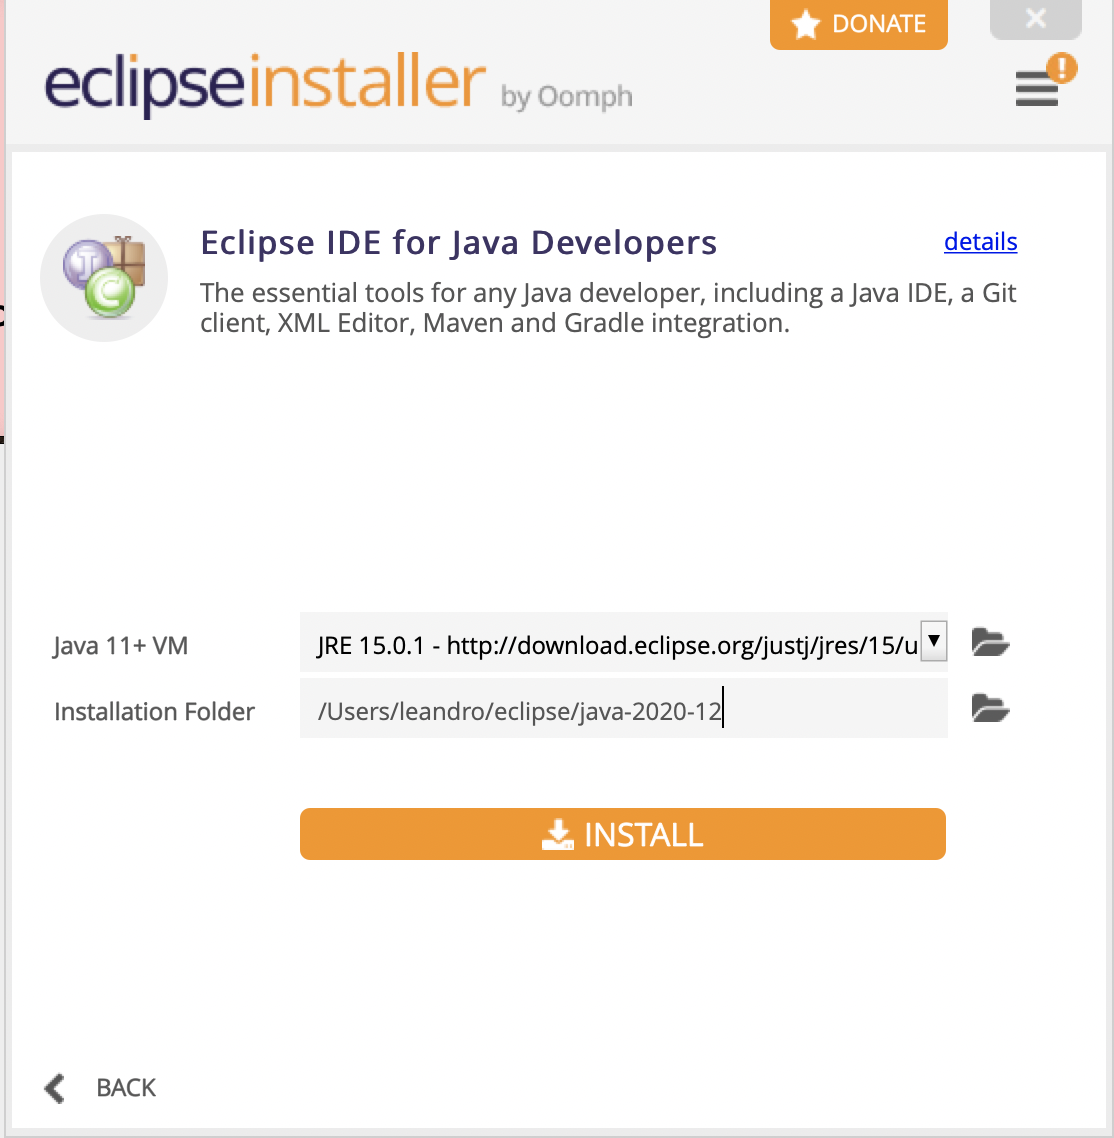 DONATE
eclipseinstaller by Oomph
Eclipse IDE for Java Developers
details
The essential tools for any Java developer, including a Java IDE, a Git
client, XML Editor, Maven and Gradle integration.
Java 11+ VM
JRE 15.0.1 - http://download.eclipse.org/justj/jres/15/u
Installation Folder
/Users/leandro/eclipse/java-2020-12
INSTALL
BACK